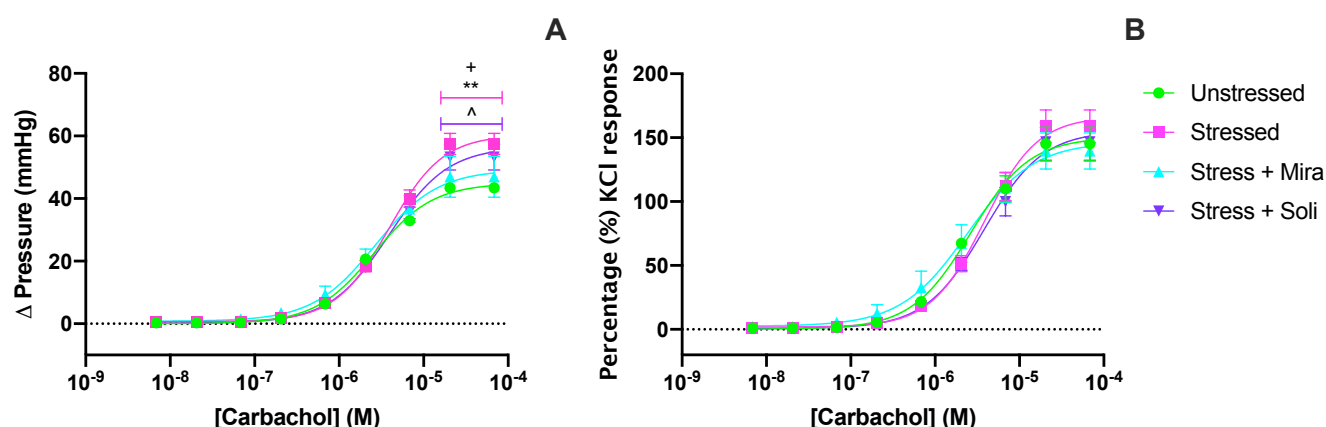 A
Δ Pressure (mmHg)
80
60
40
20
0
+
**
^
10-9
10-8
10-7
10-6
10-5
10-4
[Carbachol] (M)
B
Percentage (%) KCl response
200
150
100
50
0
10-9
10-8
10-7
10-6
10-5
10-4
[Carbachol] (M)
Unstressed
Stressed
Stress + Mira
Stress + Soli